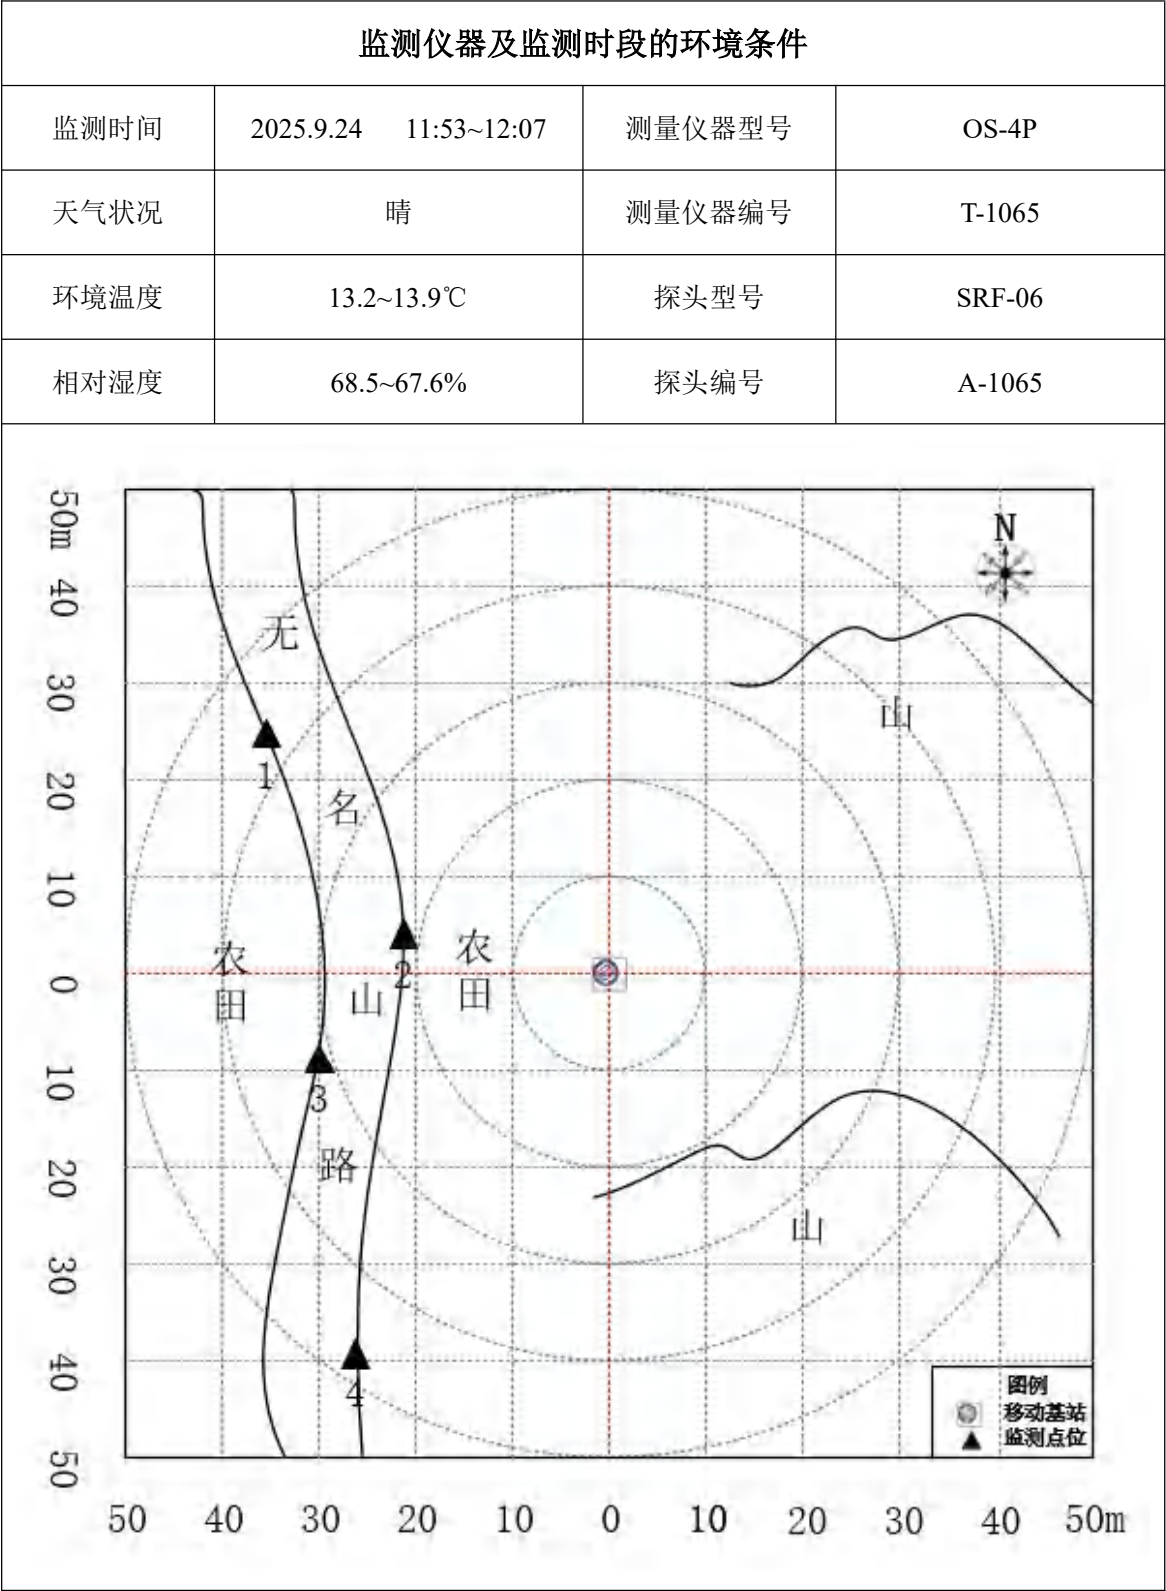 监测仪器及监测时段的环境条件
监测时间 2025.9.24 11:53~12:07 测量仪器型号 OS-4P
天气状况 晴 测量仪器编号 T-1065
环境温度 13.2~13.9℃ 探头型号 SRF-06
相对湿度 68.5~67.6% 探头编号 A-1065
50m
40
30
20
10
0
10
20
30
40
50
N
无
山
1
名
2
农田
山
农田
3
路
山
4
图例
移动基站
监测点位
50 40 30 20 10 0 10 20 30 40 50m